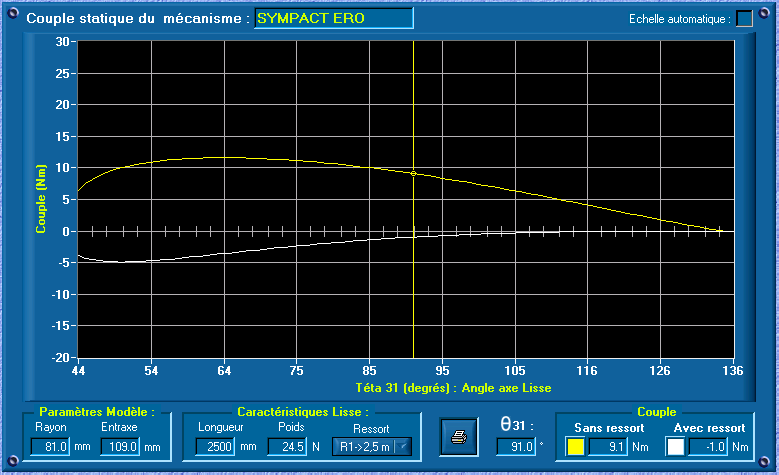 Couple statique du mécanisme : SYMPACT ERO
Echelle automatique :
Couple (Nm)
30
25
20
15
10
5
0
-5
-10
-15
-20
44 54 64 75 85 95 105 116 126 136
Téta 31 (degrés) : Angle axe Lisse
Paramètres Modèle :
Rayon Entraxe
81.0 mm 109.0 mm
Caractéristiques Lisse :
Longueur Poids Ressort
2500 mm 24.5 N R1->2,5 m
θ31 :
91.0 °
Couple
Sans ressort Avec ressort
9.1 Nm -1.0 Nm